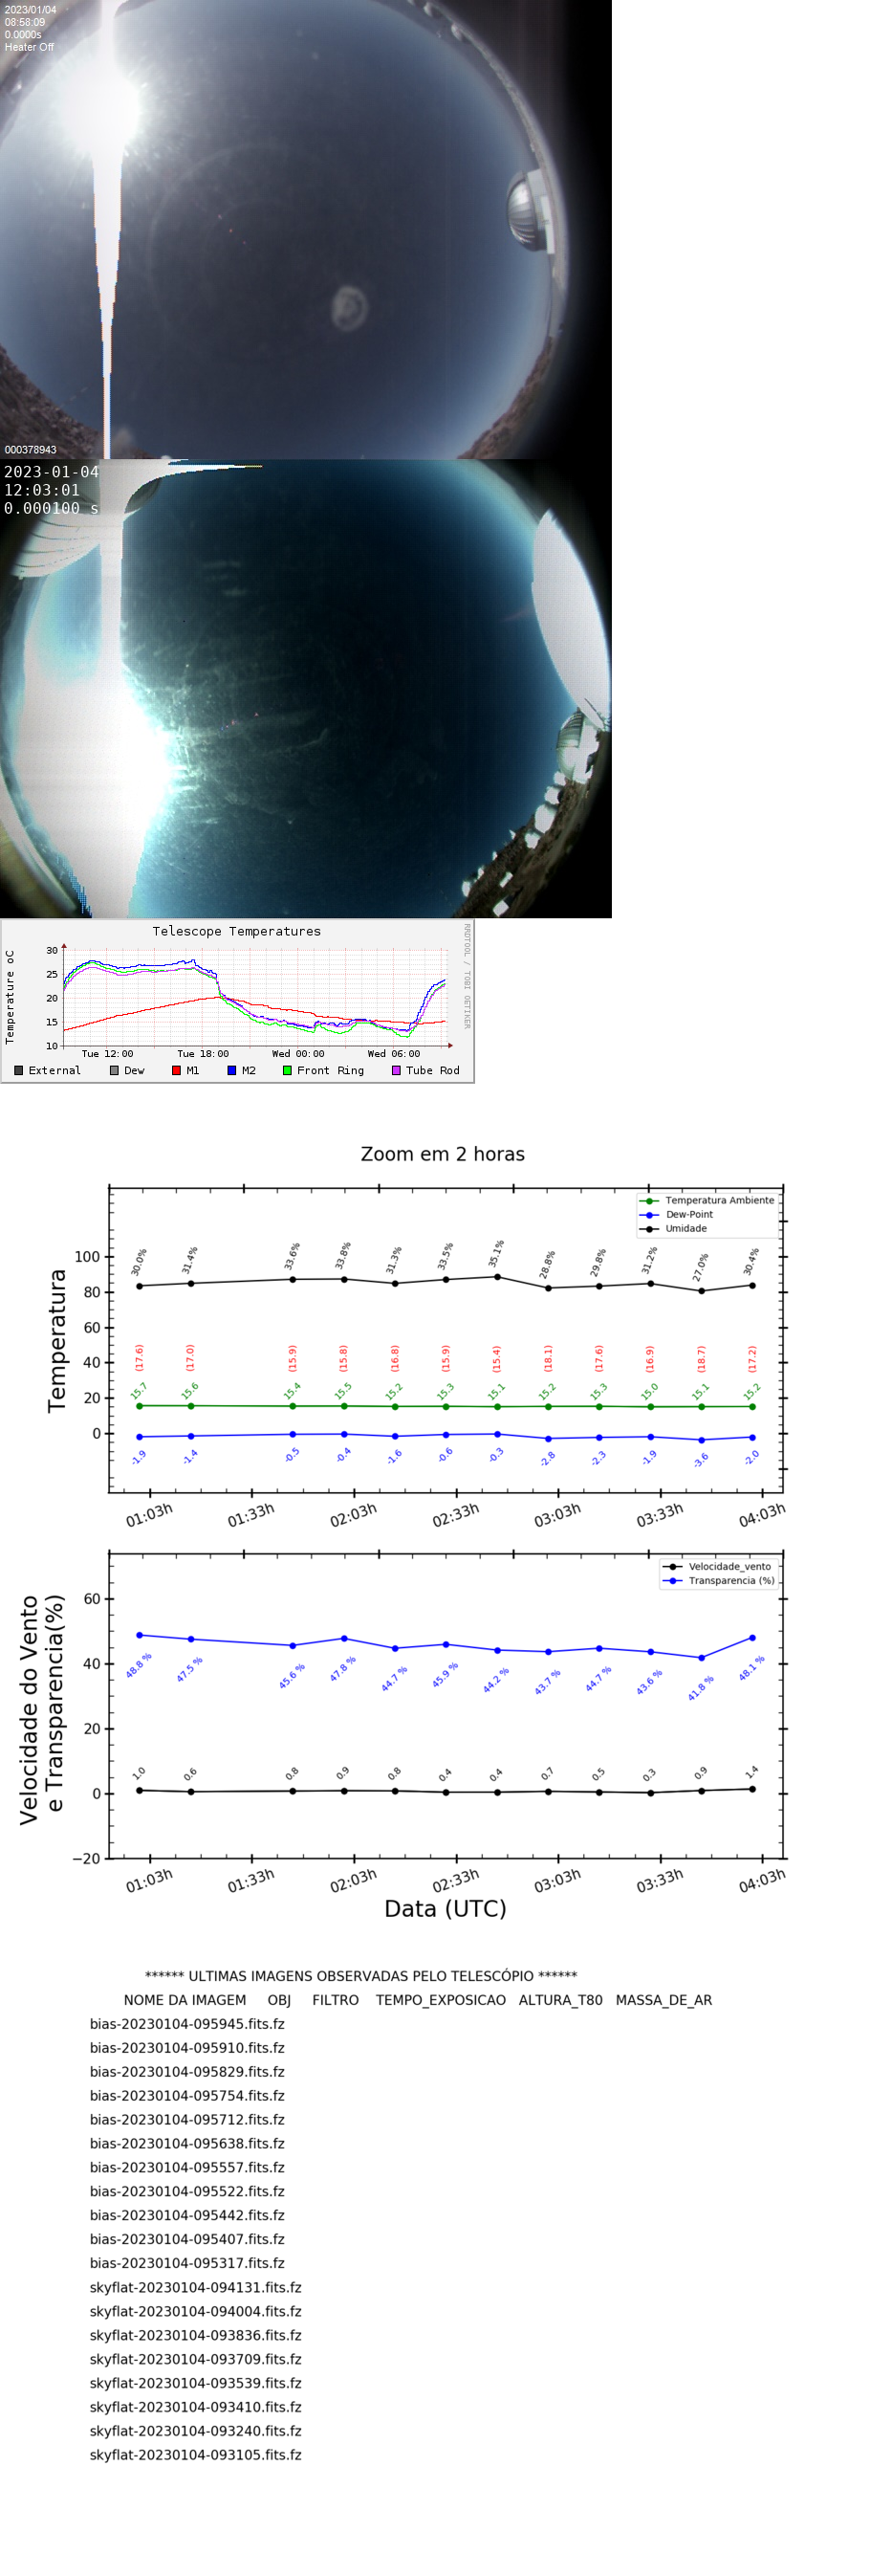 2023/01/04
08:58:09
0.0000s
Heater Off
000378943
2023-01-04
12:03:01
0.000100 s
Telescope Temperatures
RRDTOOL / TOBI OETIKER
Temperature oC
30
25
20
15
10
Tue 12:00 Tue 18:00 Wed 00:00 Wed 06:00
External Dew M1 M2 Front Ring Tube Rod
Zoom em 2 horas
Temperatura Ambiente
Dew-Point
Umidade
Temperatura
100
80
60
40
20
0
30.0% 31.4% 33.6% 33.8% 31.3% 33.5% 35.1% 28.8% 29.8% 31.2% 27.0% 30.4%
(17.6) (17.0) (15.9) (15.8) (16.8) (15.9) (15.4) (18.1) (17.6) (16.9) (18.7) (17.2)
15.7 15.6 15.4 15.5 15.2 15.3 15.1 15.2 15.3 15.0 15.1 15.2
-1.9 -1.4 -0.5 -0.4 -1.6 -0.6 -0.3 -2.8 -2.3 -1.9 -3.6 -2.0
01:03h 01:33h 02:03h 02:33h 03:03h 03:33h 04:03h
Velocidade_vento
Transparencia (%)
Velocidade do Vento
e Transparencia(%)
60
40
20
0
−20
48.8 % 47.5 % 45.6 % 47.8 % 44.7 % 45.9 % 44.2 % 43.7 % 44.7 % 43.6 % 41.8 % 48.1 %
1.0 0.6 0.8 0.9 0.8 0.4 0.4 0.7 0.5 0.3 0.9 1.4
01:03h 01:33h 02:03h 02:33h 03:03h 03:33h 04:03h
Data (UTC)
****** ULTIMAS IMAGENS OBSERVADAS PELO TELESCÓPIO ******
NOME DA IMAGEM OBJ FILTRO TEMPO_EXPOSICAO ALTURA_T80 MASSA_DE_AR
bias-20230104-095945.fits.fz
bias-20230104-095910.fits.fz
bias-20230104-095829.fits.fz
bias-20230104-095754.fits.fz
bias-20230104-095712.fits.fz
bias-20230104-095638.fits.fz
bias-20230104-095557.fits.fz
bias-20230104-095522.fits.fz
bias-20230104-095442.fits.fz
bias-20230104-095407.fits.fz
bias-20230104-095317.fits.fz
skyflat-20230104-094131.fits.fz
skyflat-20230104-094004.fits.fz
skyflat-20230104-093836.fits.fz
skyflat-20230104-093709.fits.fz
skyflat-20230104-093539.fits.fz
skyflat-20230104-093410.fits.fz
skyflat-20230104-093240.fits.fz
skyflat-20230104-093105.fits.fz